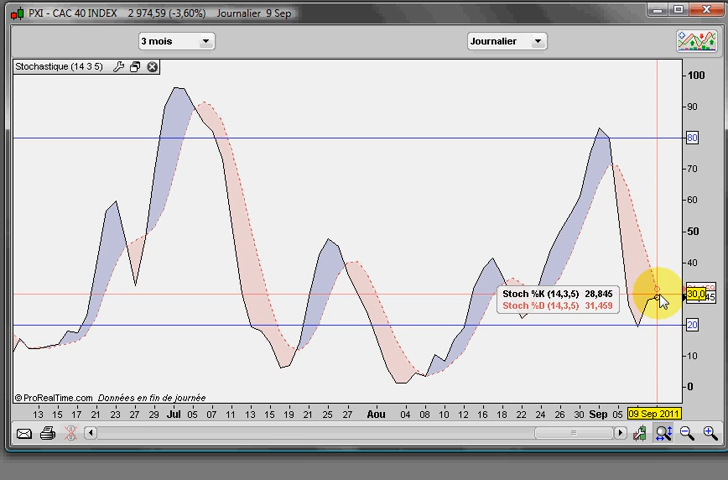 PXI - CAC 40 INDEX 2 974,59 (-3,60%) Journalier 9 Sep
3 mois Journalier
Stochastique (14 3 5)
100
90
80
70
60
50
40
30,0
20
10
0
Stoch %K (14,3,5) 28,845
Stoch %D (14,3,5) 31,459
© ProRealTime.com Données en fin de journée
13 15 17 21 23 27 29 Jul 05 07 11 13 15 19 21 25 27 29 Aou 04 08 10 12 16 18 22 24 26 30 Sep 05 09 Sep 2011